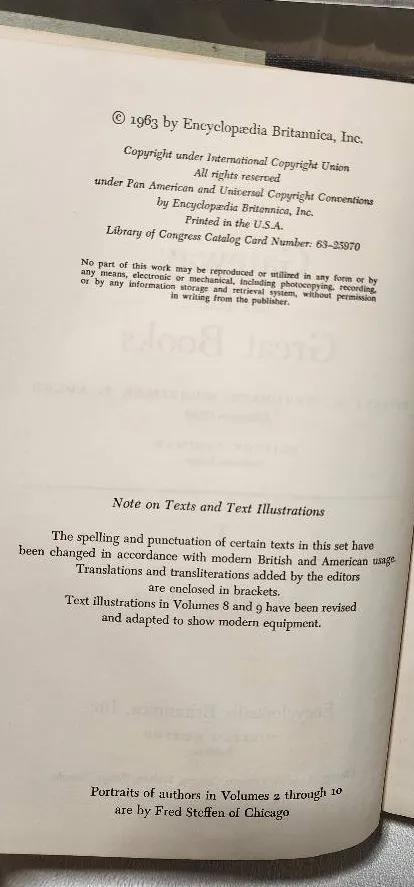 © 1963 by Encyclopædia Britannica, Inc.
Copyright under International Copyright Union
All rights reserved
under Pan American and Universal Copyright Conventions
by Encyclopædia Britannica, Inc.
Printed in the U.S.A.
Library of Congress Catalog Card Number: 63-25970
No part of this work may be reproduced or utilized in any form or by
any means, electronic or mechanical, including photocopying, recording,
or by any information storage and retrieval system, without permission
in writing from the publisher.
Great Books
Note on Texts and Text Illustrations
The spelling and punctuation of certain texts in this set have
been changed in accordance with modern British and American usage.
Translations and transliterations added by the editors
are enclosed in brackets.
Text illustrations in Volumes 8 and 9 have been revised
and adapted to show modern equipment.
Encyclopædia Britannica, Inc.
Portraits of authors in Volumes 2 through 10
are by Fred Steffen of Chicago